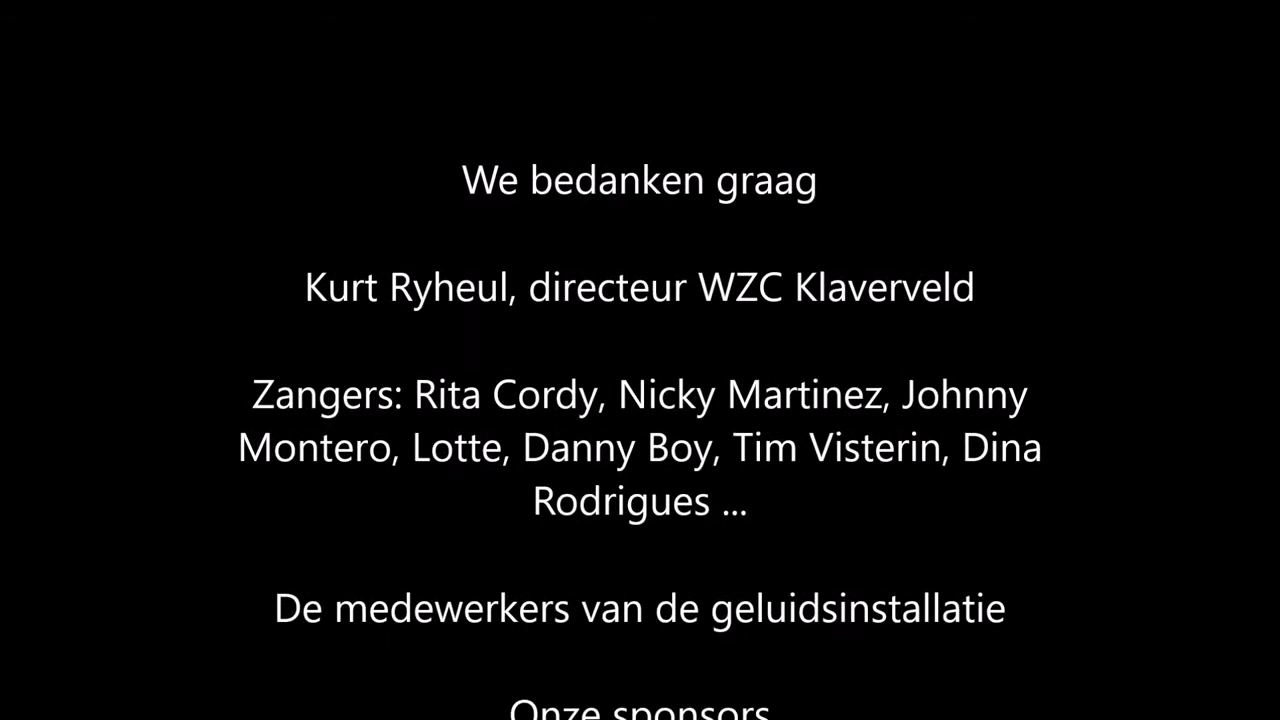 We bedanken graag
Kurt Ryheul, directeur WZC Klaverveld
Zangers: Rita Cordy, Nicky Martinez, Johnny
Montero, Lotte, Danny Boy, Tim Visterin, Dina
Rodrigues ...
De medewerkers van de geluidsinstallatie
Onze sponsors